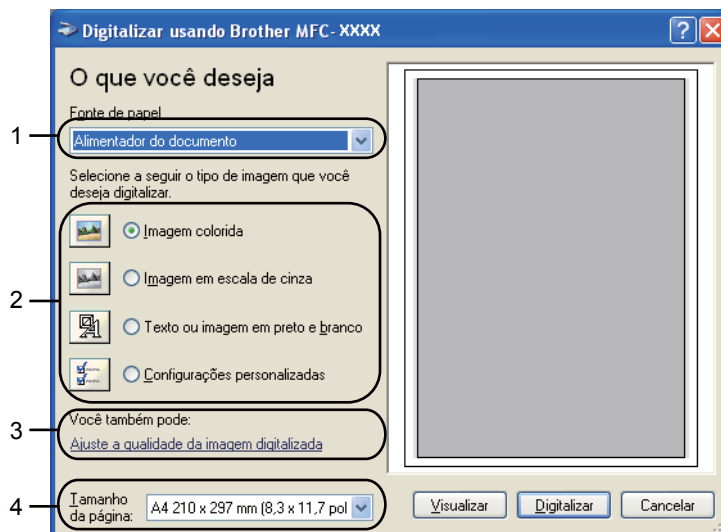 Digitalizar usando Brother MFC-XXXX
O que você deseja
Fonte de papel
1
Alimentador do documento
Selecione a seguir o tipo de imagem que você
deseja digitalizar.
Imagem colorida
Imagem em escala de cinza
2
Texto ou imagem em preto e branco
Configurações personalizadas
Você também pode:
3
Ajuste a qualidade da imagem digitalizada
4
Tamanho
da página:
A4 210 x 297 mm (8,3 x 11,7 pol
Visualizar
Digitalizar
Cancelar